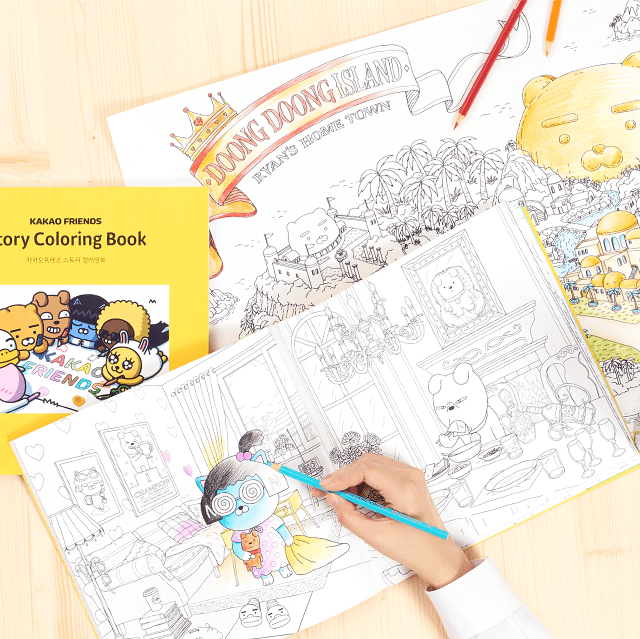 DOONG DOONG ISLAND
RYAN'S HOME TOWN
KAKAO FRIENDS
tory Coloring Book
카카오프렌즈 스토리 컬러링북
KAKAO
FRIENDS